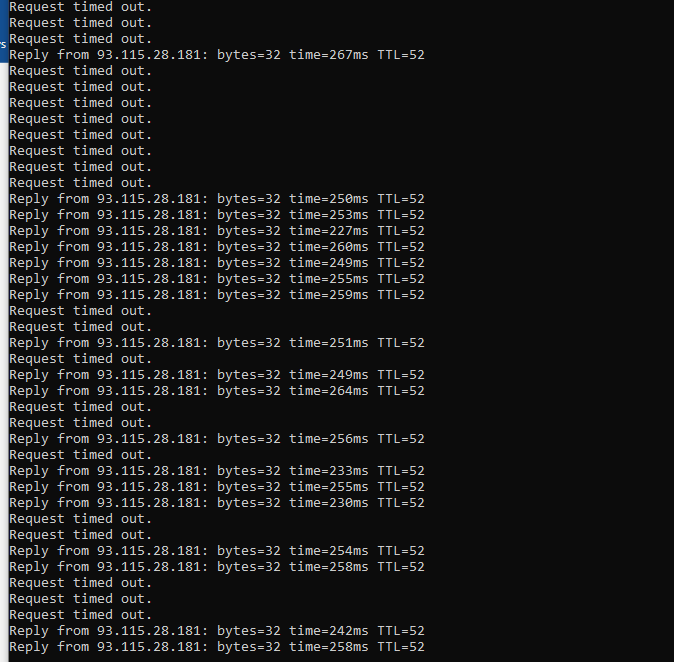 Request timed out.
Request timed out.
Request timed out.
Reply from 93.115.28.181: bytes=32 time=267ms TTL=52
Request timed out.
Request timed out.
Request timed out.
Request timed out.
Request timed out.
Request timed out.
Request timed out.
Request timed out.
Reply from 93.115.28.181: bytes=32 time=250ms TTL=52
Reply from 93.115.28.181: bytes=32 time=253ms TTL=52
Reply from 93.115.28.181: bytes=32 time=227ms TTL=52
Reply from 93.115.28.181: bytes=32 time=260ms TTL=52
Reply from 93.115.28.181: bytes=32 time=249ms TTL=52
Reply from 93.115.28.181: bytes=32 time=255ms TTL=52
Reply from 93.115.28.181: bytes=32 time=259ms TTL=52
Request timed out.
Request timed out.
Reply from 93.115.28.181: bytes=32 time=251ms TTL=52
Request timed out.
Reply from 93.115.28.181: bytes=32 time=249ms TTL=52
Reply from 93.115.28.181: bytes=32 time=264ms TTL=52
Request timed out.
Request timed out.
Reply from 93.115.28.181: bytes=32 time=256ms TTL=52
Request timed out.
Reply from 93.115.28.181: bytes=32 time=233ms TTL=52
Reply from 93.115.28.181: bytes=32 time=255ms TTL=52
Reply from 93.115.28.181: bytes=32 time=230ms TTL=52
Request timed out.
Request timed out.
Reply from 93.115.28.181: bytes=32 time=254ms TTL=52
Reply from 93.115.28.181: bytes=32 time=258ms TTL=52
Request timed out.
Request timed out.
Request timed out.
Reply from 93.115.28.181: bytes=32 time=242ms TTL=52
Reply from 93.115.28.181: bytes=32 time=258ms TTL=52